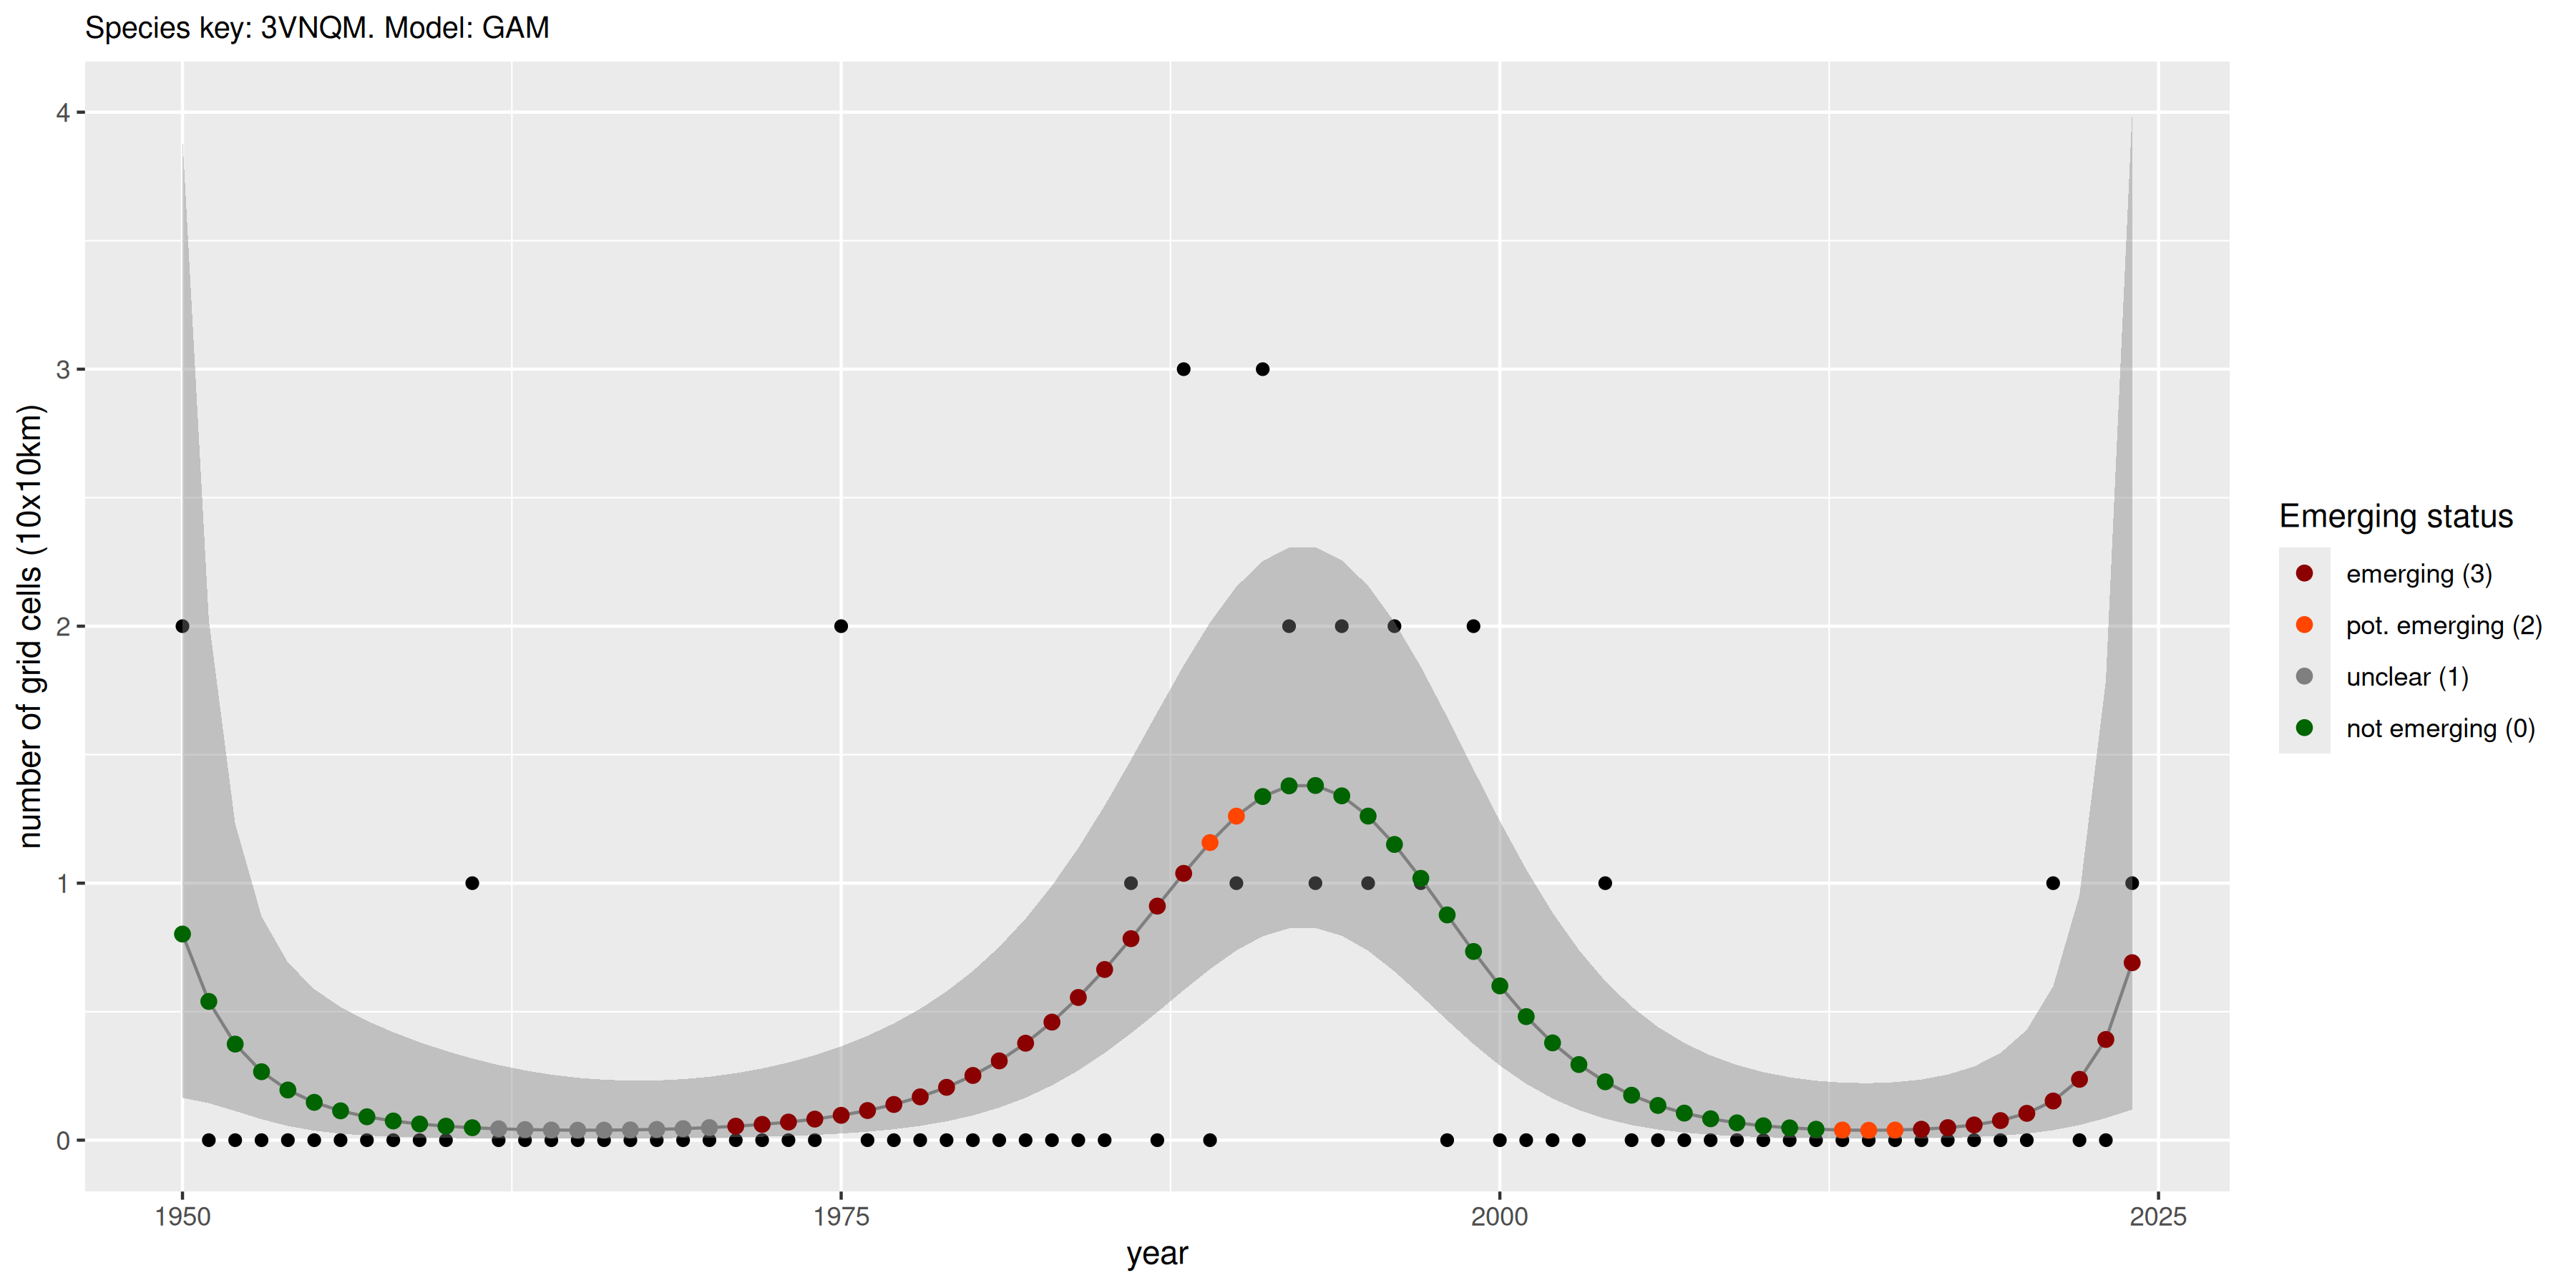 Species key: 3VNQM. Model: GAM
4
3
2
1
0
number of grid cells (10x10km)
1950
1975
2000
2025
year
Emerging status
emerging (3)
pot. emerging (2)
unclear (1)
not emerging (0)